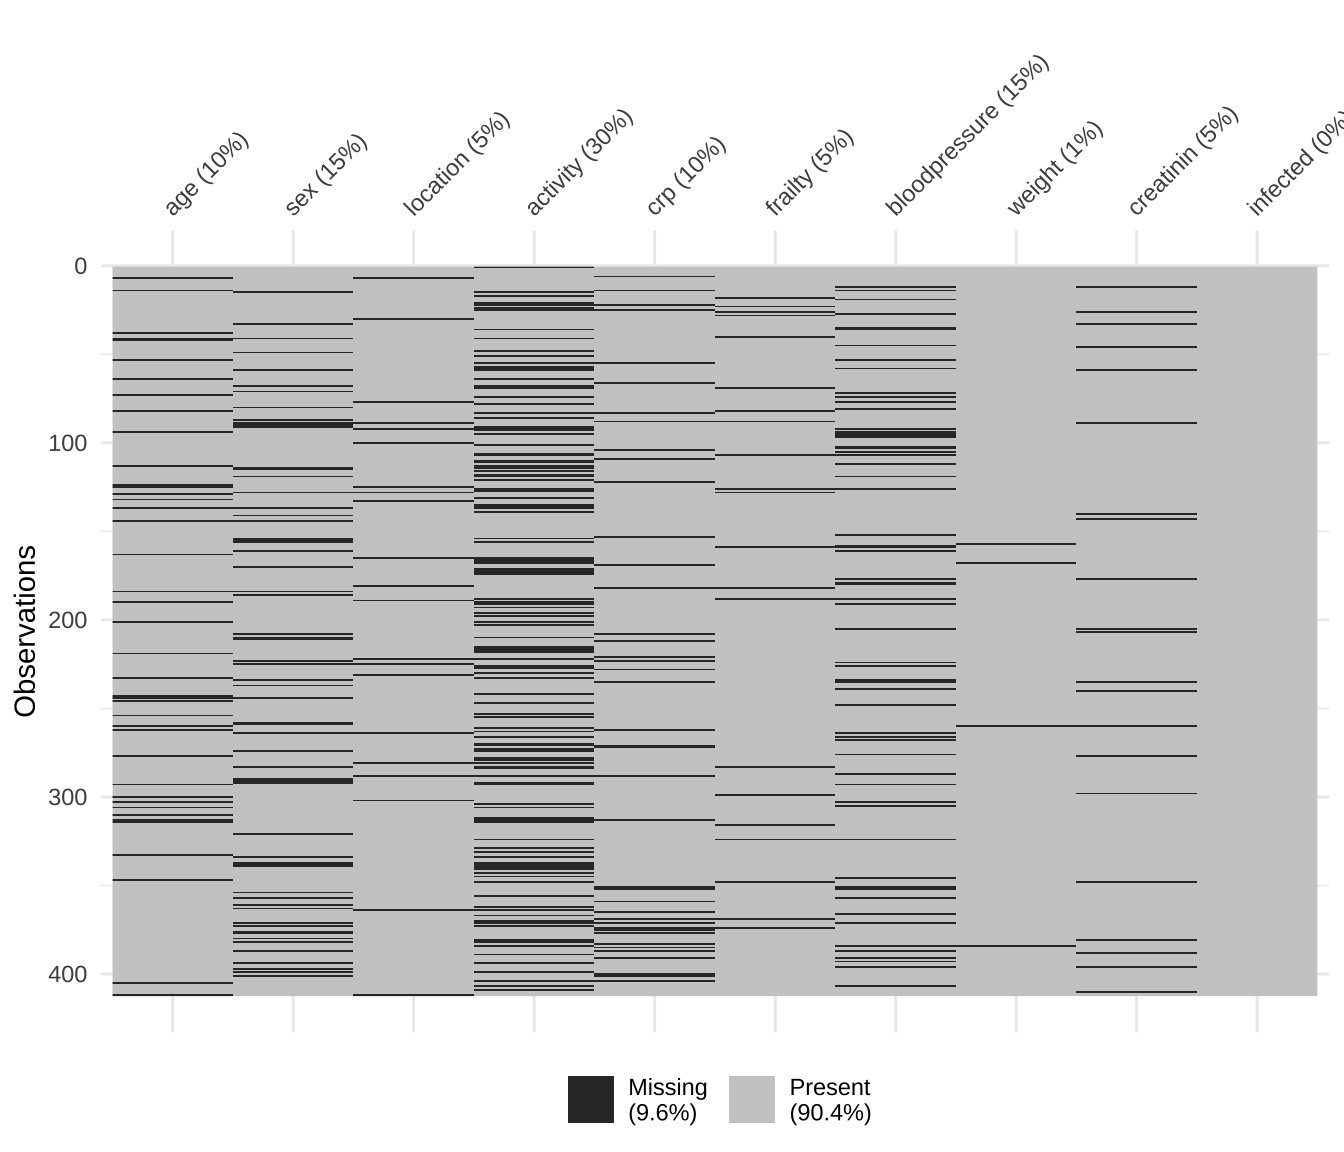 age (10%)
sex (15%)
location (5%)
activity (30%)
crp (10%)
frailty (5%)
bloodpressure (15%)
weight (1%)
creatinin (5%)
infected (0%
0
100
200
300
400
Observations
Missing
(9.6%)
Present
(90.4%)